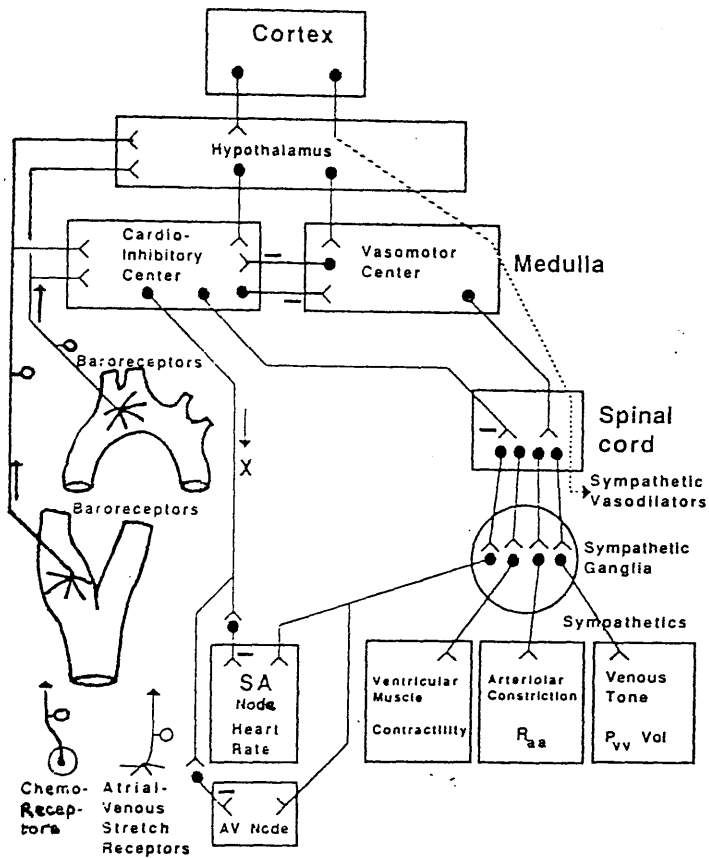 Cortex
Hypothalamus
Cardio-
Inhibitory
Center
–
–
Vasomotor
Center
Medulla
Baroreceptors
X
–
Spinal
cord
Sympathetic
Vasodilators
Baroreceptors
Sympathetic
Ganglia
Sympathetics
–
SA
Node
Heart
Rate
Ventricular
Muscle
Contractility
Arteriolar
Constriction
Raa
Venous
Tone
Pvv Vol
Chemo-
Recep-
tors
Atrial-
Venous
Stretch
Receptors
–
AV Node